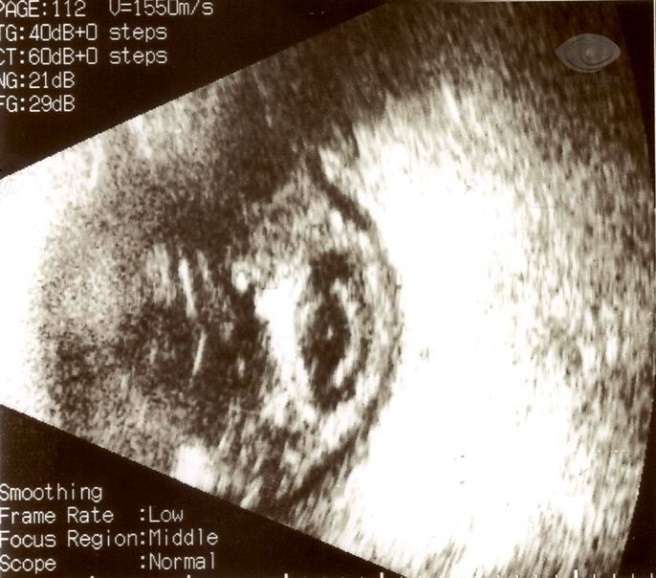 PAGE:112 V=1550m/s
TG:40dB+0 steps
CT:60dB+0 steps
NG:21dB
FG:29dB
Smoothing
Frame Rate :Low
Focus Region:Middle
Scope :Normal